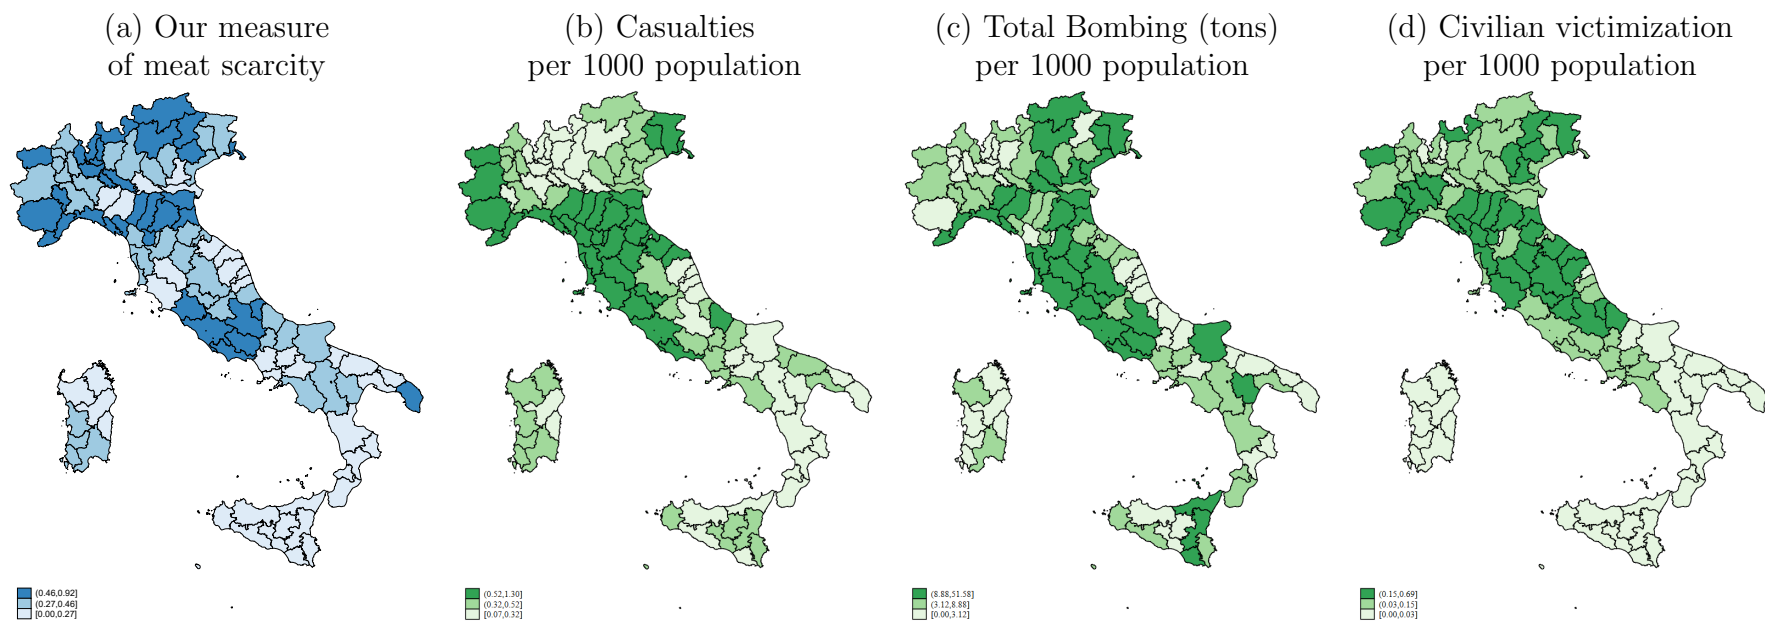 (a) Our measure
of meat scarcity
(b) Casualties
per 1000 population
(c) Total Bombing (tons)
per 1000 population
(d) Civilian victimization
per 1000 population
(0.46,0.92]
(0.27,0.46]
[0.00,0.27]
(0.52,1.30]
(0.32,0.52]
[0.07,0.32]
(8.88,51.58]
(3.12,8.88]
[0.00,3.12]
(0.15,0.69]
(0.03,0.15]
[0.00,0.03]